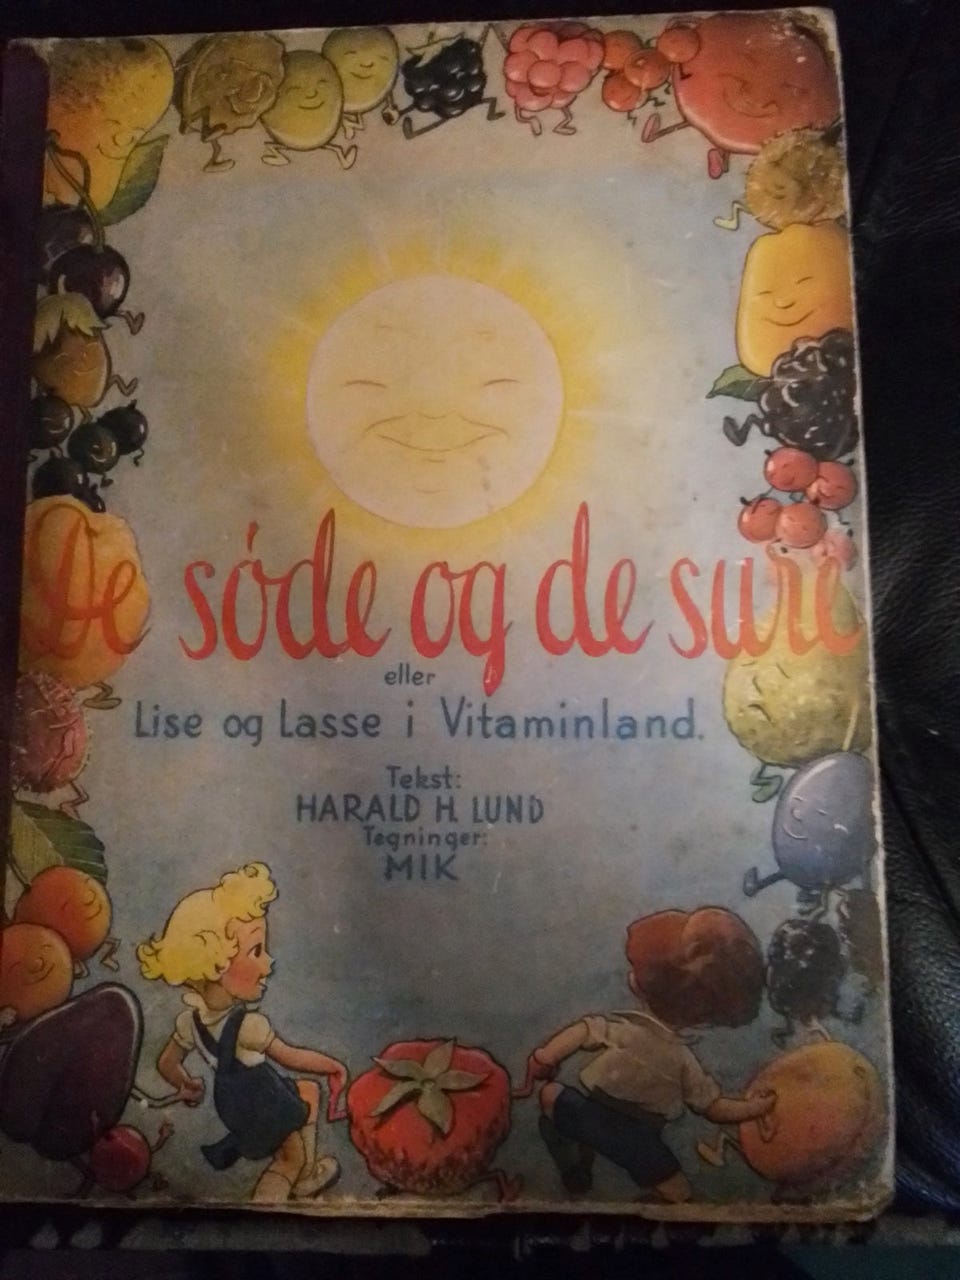 De søde og de sure
eller
Lise og Lasse i Vitaminland.
Tekst:
HARALD H. LUND
Tegninger:
MIK